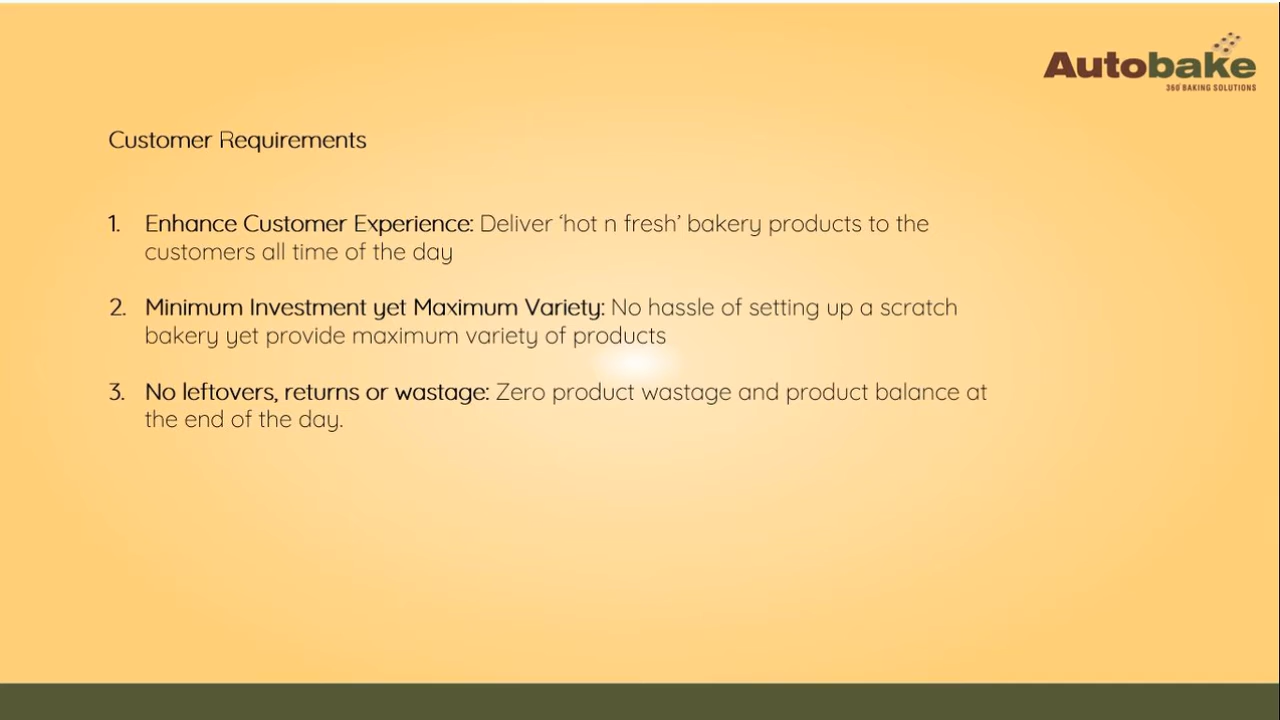 Autobake
360° BAKING SOLUTIONS
Customer Requirements
1. Enhance Customer Experience: Deliver ‘hot n fresh’ bakery products to the
customers all time of the day
2. Minimum Investment yet Maximum Variety: No hassle of setting up a scratch
bakery yet provide maximum variety of products
3. No leftovers, returns or wastage: Zero product wastage and product balance at
the end of the day.